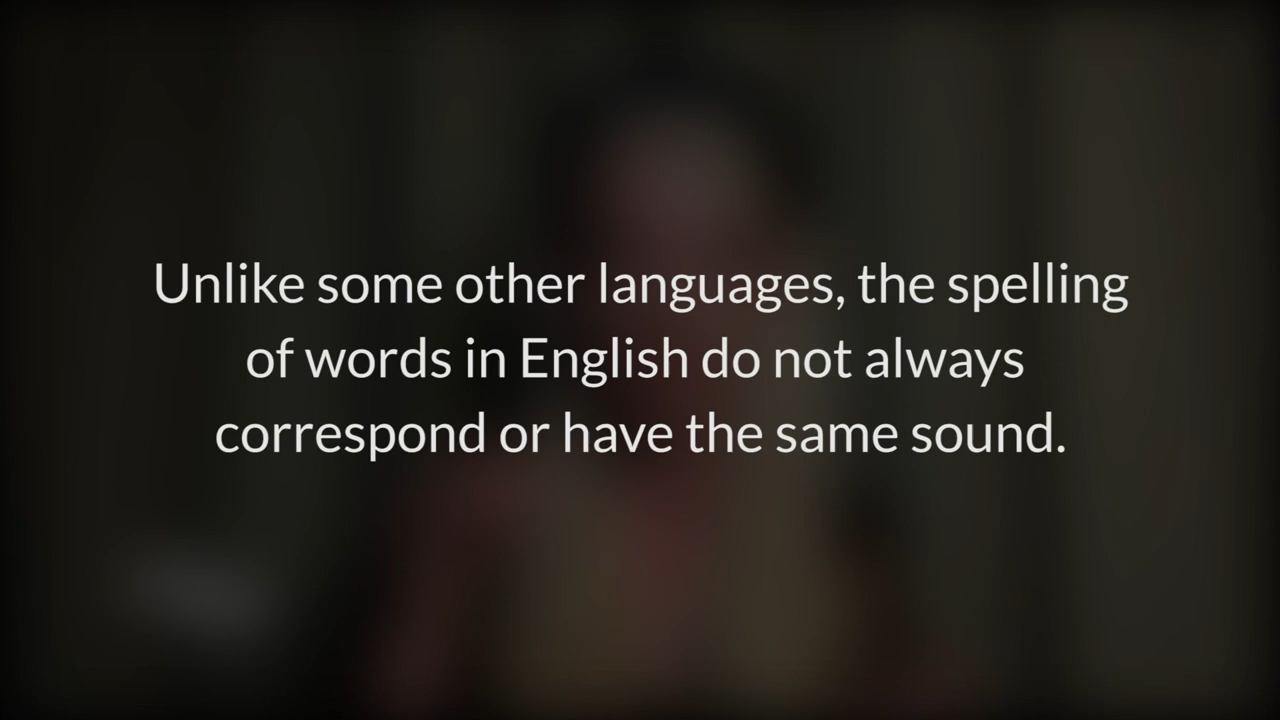 Unlike some other languages, the spelling
of words in English do not always
correspond or have the same sound.